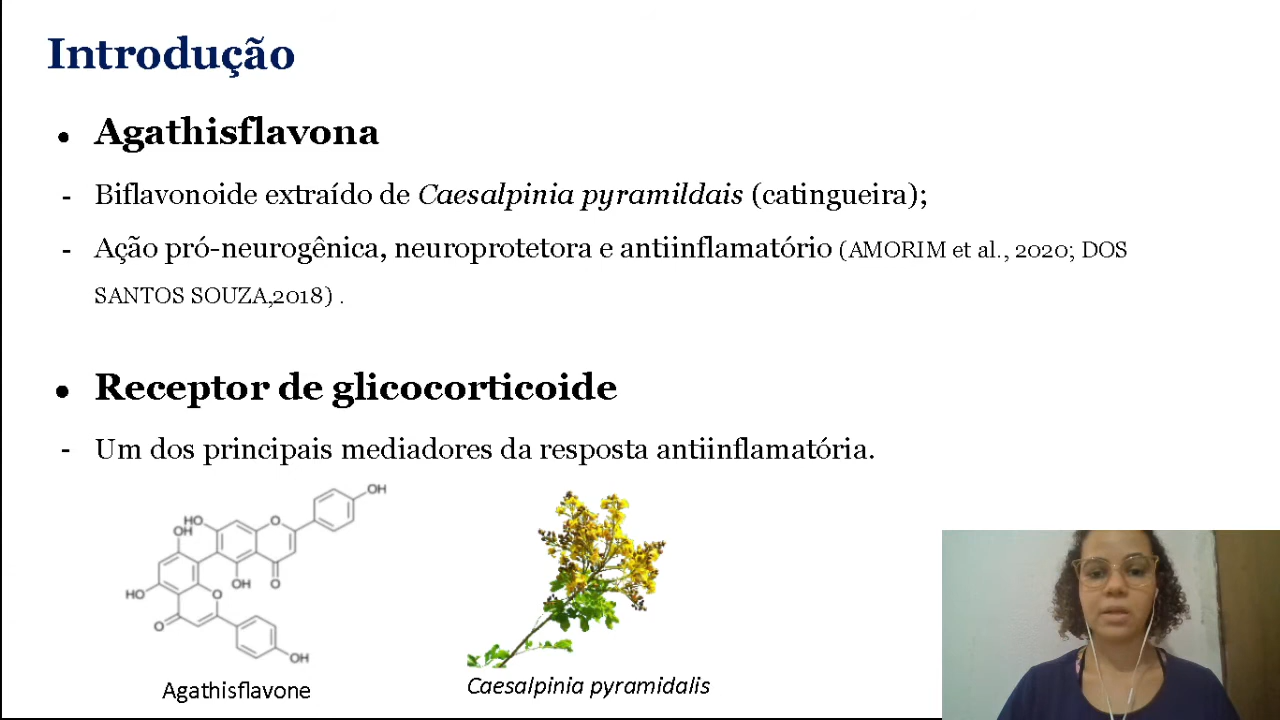 Introdução
• Agathisflavona
- Biflavonoide extraído de Caesalpinia pyramildais (catingueira);
- Ação pró-neurogênica, neuroprotetora e antiinflamatório (AMORIM et al., 2020; DOS
SANTOS SOUZA,2018) .
• Receptor de glicocorticoide
- Um dos principais mediadores da resposta antiinflamatória.
OH
HO
OH
O
OH
O
HO
O
O
OH
Agathisflavone
Caesalpinia pyramidalis